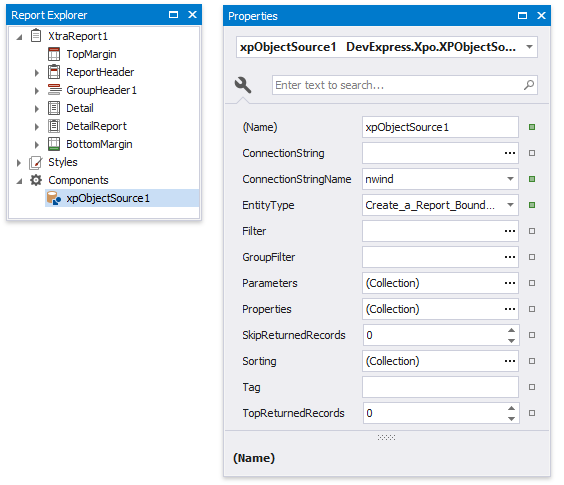 Report Explorer
XtraReport1
TopMargin
ReportHeader
GroupHeader1
Detail
DetailReport
BottomMargin
Styles
Components
xpObjectSource1
Properties
xpObjectSource1 DevExpress.Xpo.XPObjectSo...
Enter text to search...
(Name) xpObjectSource1
ConnectionString
ConnectionStringName nwind
EntityType Create_a_Report_Bound...
Filter
GroupFilter
Parameters (Collection)
Properties (Collection)
SkipReturnedRecords 0
Sorting (Collection)
Tag
TopReturnedRecords 0
(Name)